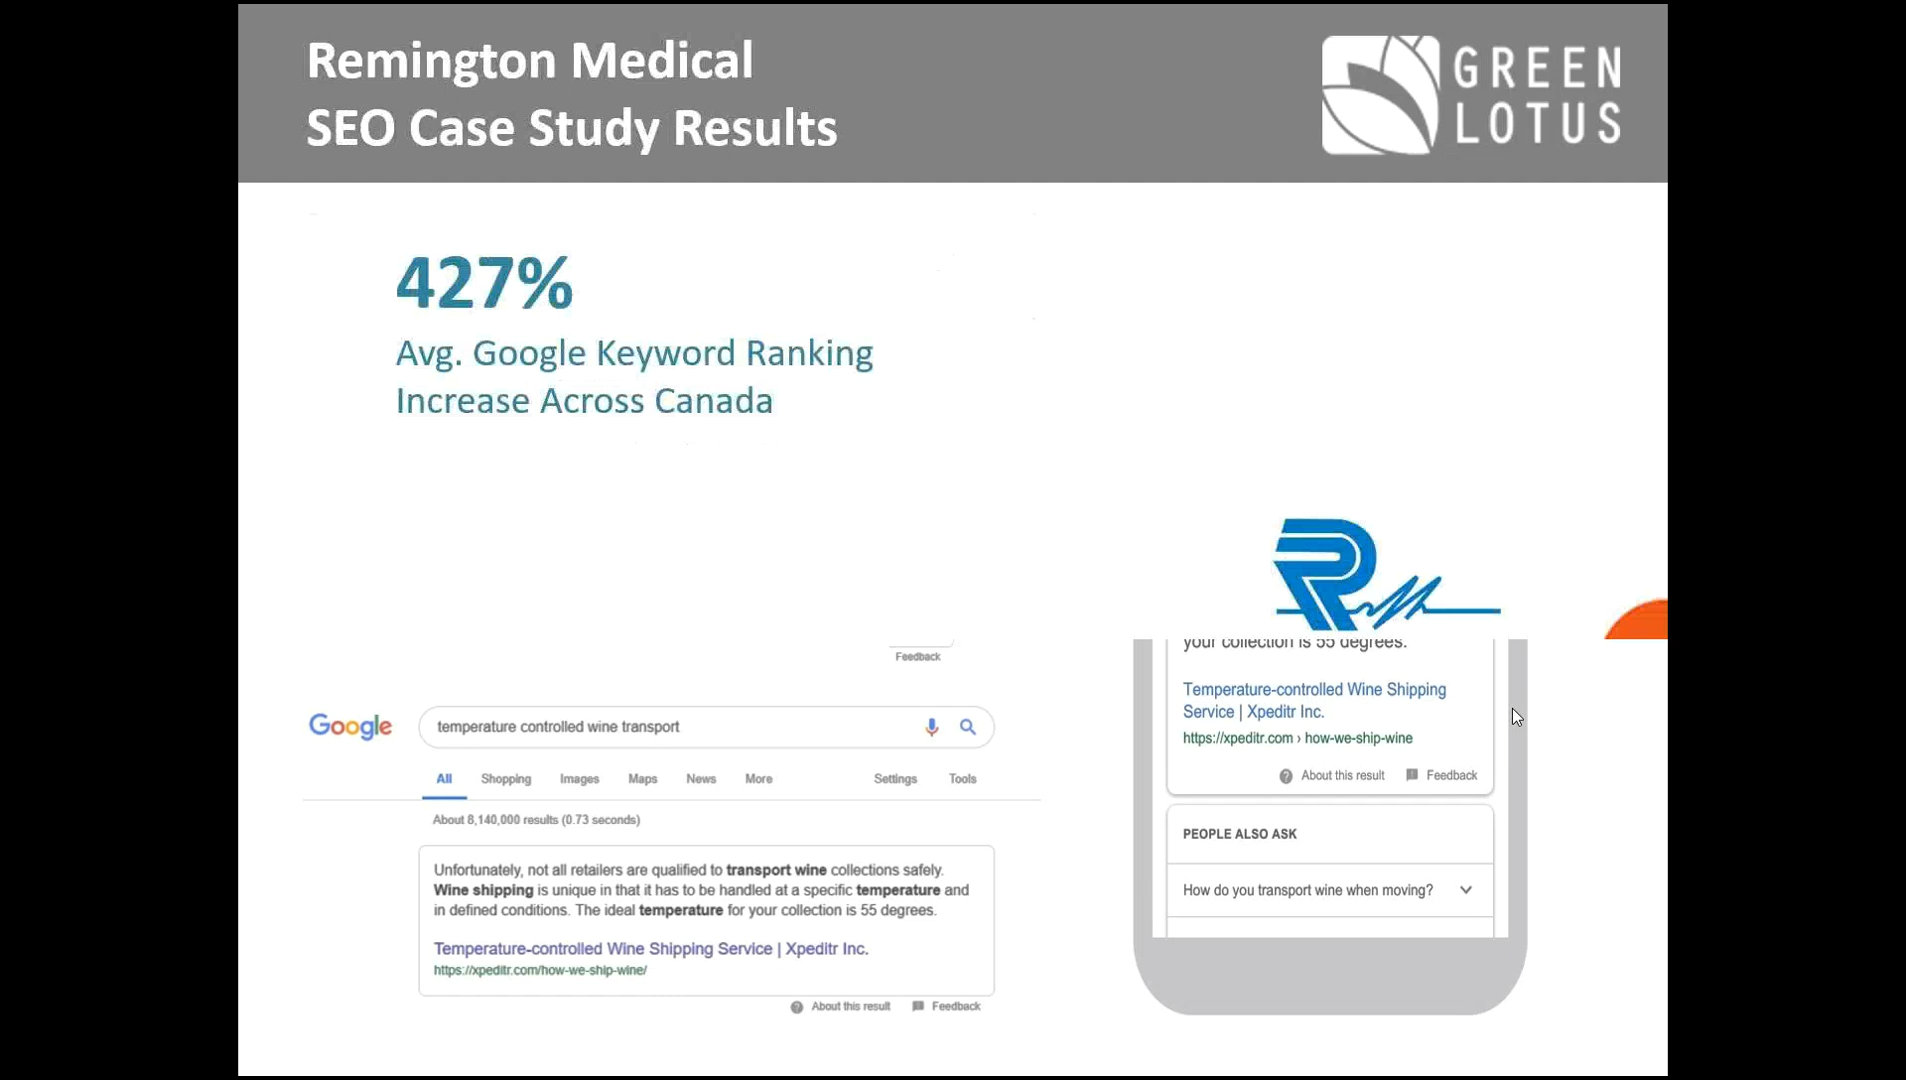 Remington Medical
SEO Case Study Results
GREEN
LOTUS
427%
Avg. Google Keyword Ranking
Increase Across Canada
Feedback
Google
temperature controlled wine transport
All Shopping Images Maps News More Settings Tools
About 8,140,000 results (0.73 seconds)
Unfortunately, not all retailers are qualified to transport wine collections safely.
Wine shipping is unique in that it has to be handled at a specific temperature and
in defined conditions. The ideal temperature for your collection is 55 degrees.
Temperature-controlled Wine Shipping Service | Xpeditr Inc.
https://xpeditr.com/how-we-ship-wine/
About this result Feedback
your collection is 55 degrees.
Temperature-controlled Wine Shipping
Service | Xpeditr Inc.
https://xpeditr.com › how-we-ship-wine
About this result Feedback
PEOPLE ALSO ASK
How do you transport wine when moving?